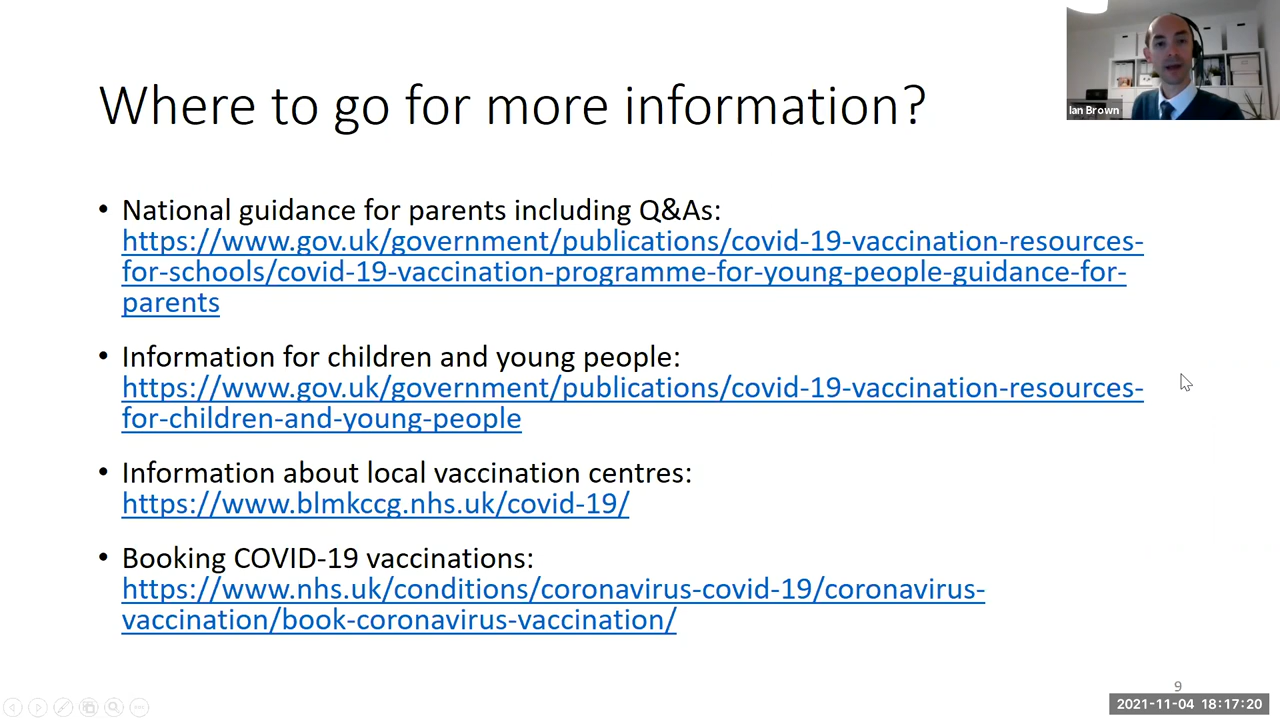 Where to go for more information?
Ian Brown
• National guidance for parents including Q&As:
https://www.gov.uk/government/publications/covid-19-vaccination-resources-
for-schools/covid-19-vaccination-programme-for-young-people-guidance-for-
parents
• Information for children and young people:
https://www.gov.uk/government/publications/covid-19-vaccination-resources-
for-children-and-young-people
• Information about local vaccination centres:
https://www.blmkccg.nhs.uk/covid-19/
• Booking COVID-19 vaccinations:
https://www.nhs.uk/conditions/coronavirus-covid-19/coronavirus-
vaccination/book-coronavirus-vaccination/
9
2021-11-04 18:17:20